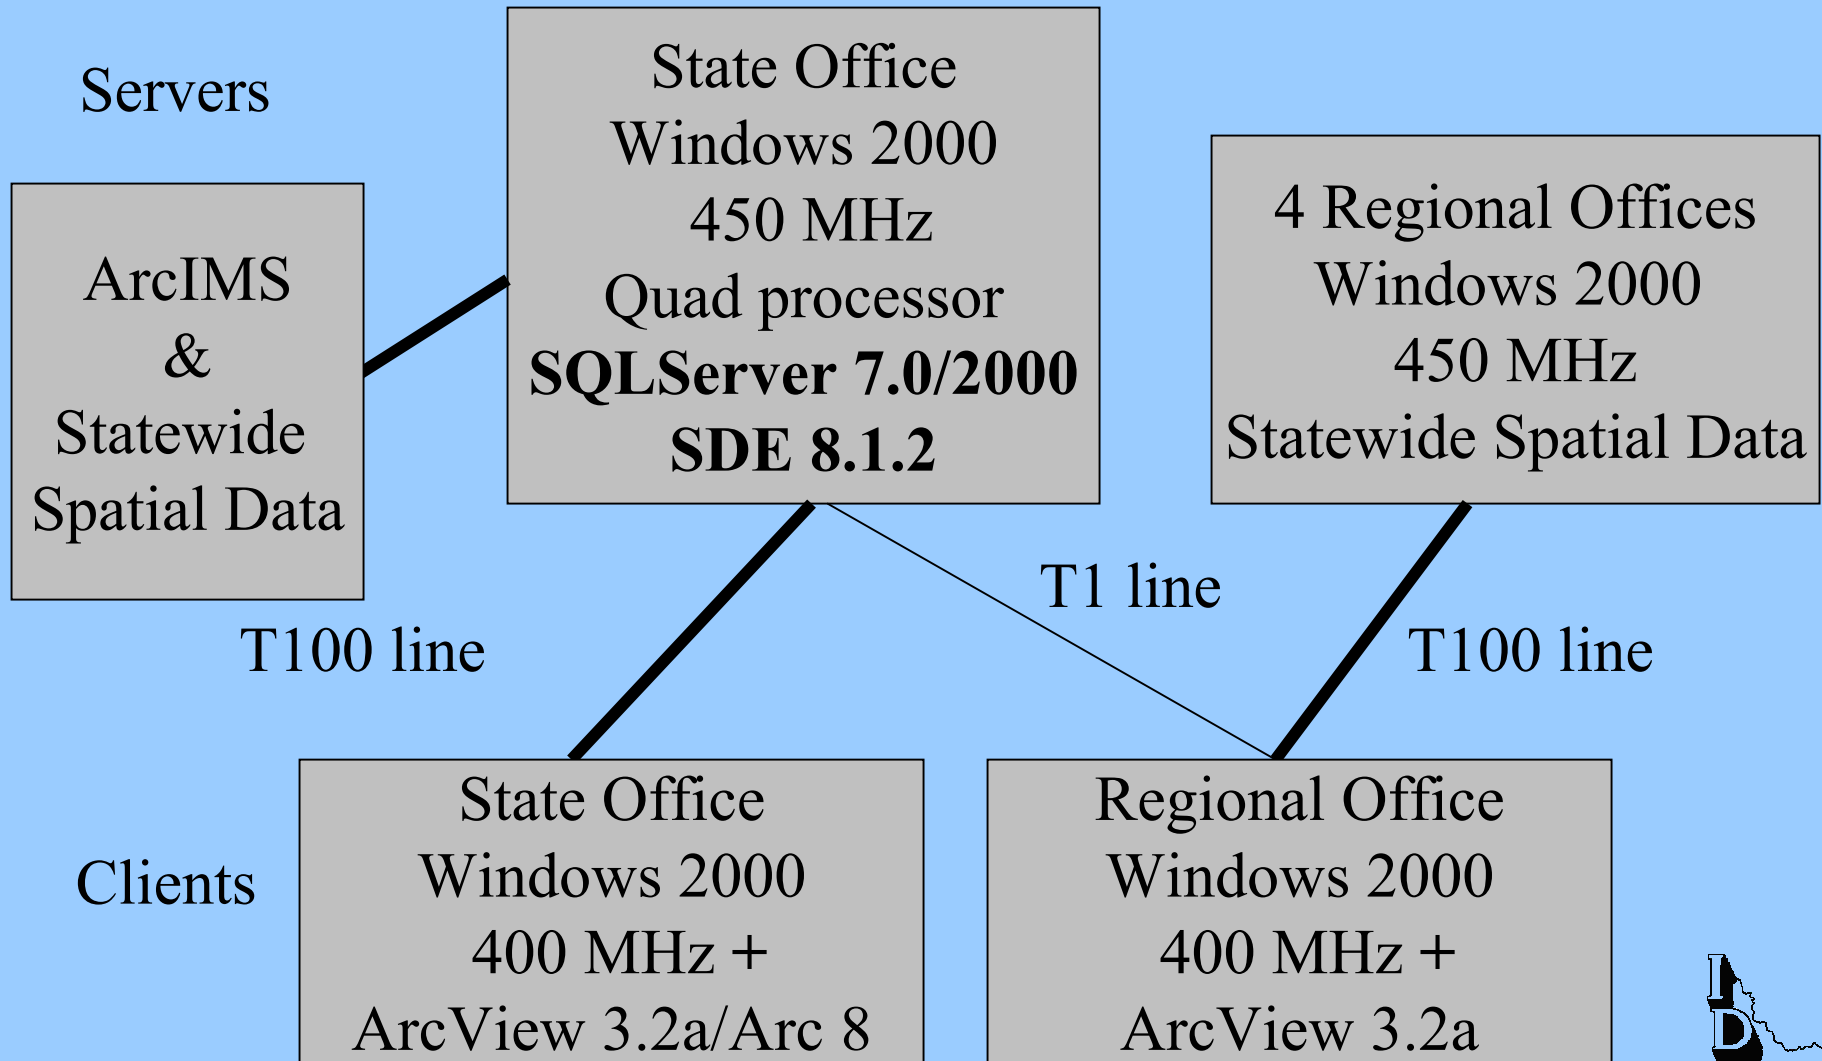 Servers
State Office
Windows 2000
450 MHz
Quad processor
SQLServer 7.0/2000
SDE 8.1.2
4 Regional Offices
Windows 2000
450 MHz
Statewide Spatial Data
ArcIMS
&
Statewide
Spatial Data
T1 line
T100 line
T100 line
Clients
State Office
Windows 2000
400 MHz +
ArcView 3.2a/Arc 8
Regional Office
Windows 2000
400 MHz +
ArcView 3.2a
I
D